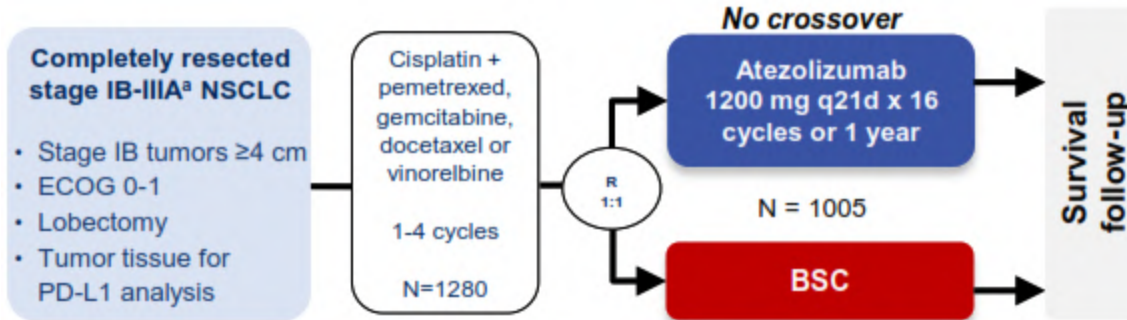 Completely resected
stage IB-IIIAª NSCLC
• Stage IB tumors ≥4 cm
• ECOG 0-1
• Lobectomy
• Tumor tissue for
PD-L1 analysis
Cisplatin +
pemetrexed,
gemcitabine,
docetaxel or
vinorelbine
1-4 cycles
N=1280
R
1:1
No crossover
Atezolizumab
1200 mg q21d x 16
cycles or 1 year
N = 1005
BSC
Survival
follow-up